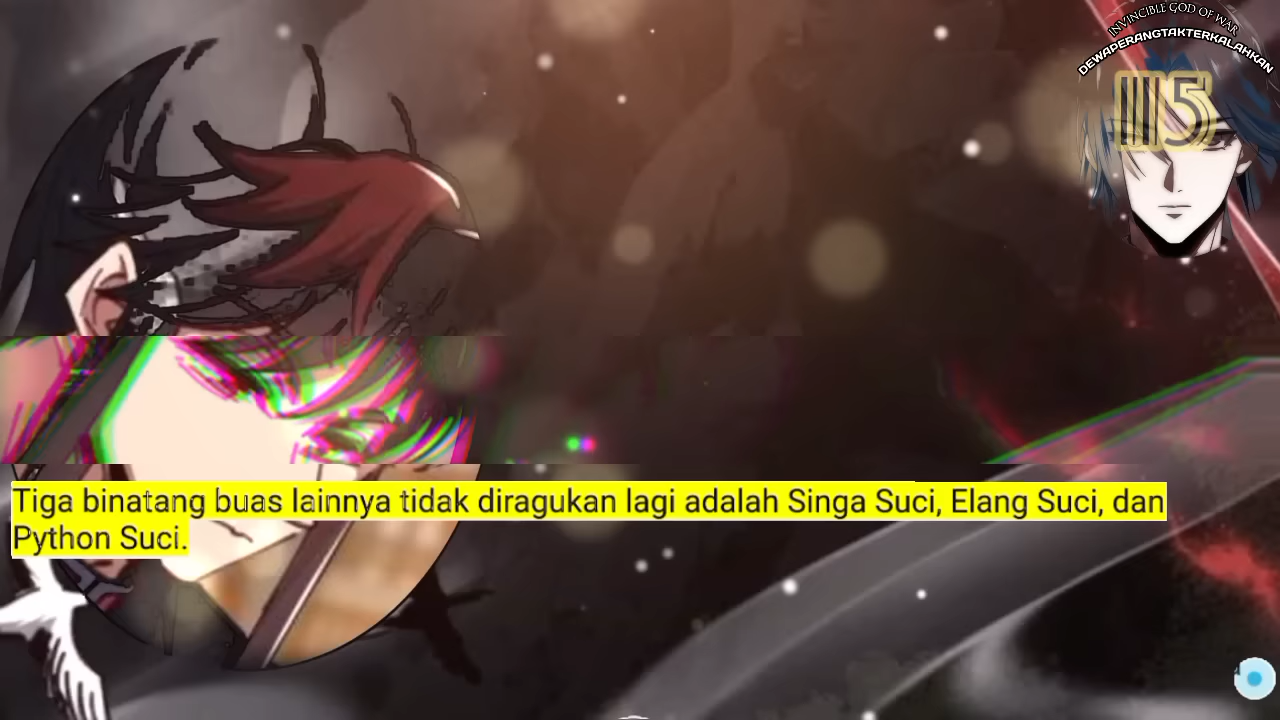 INVINCIBLE GOD OF WAR
DEWAPERANGTAKTERKALAHKAN
115
Tiga binatang buas lainnya tidak diragukan lagi adalah Singa Suci, Elang Suci, dan
Python Suci.